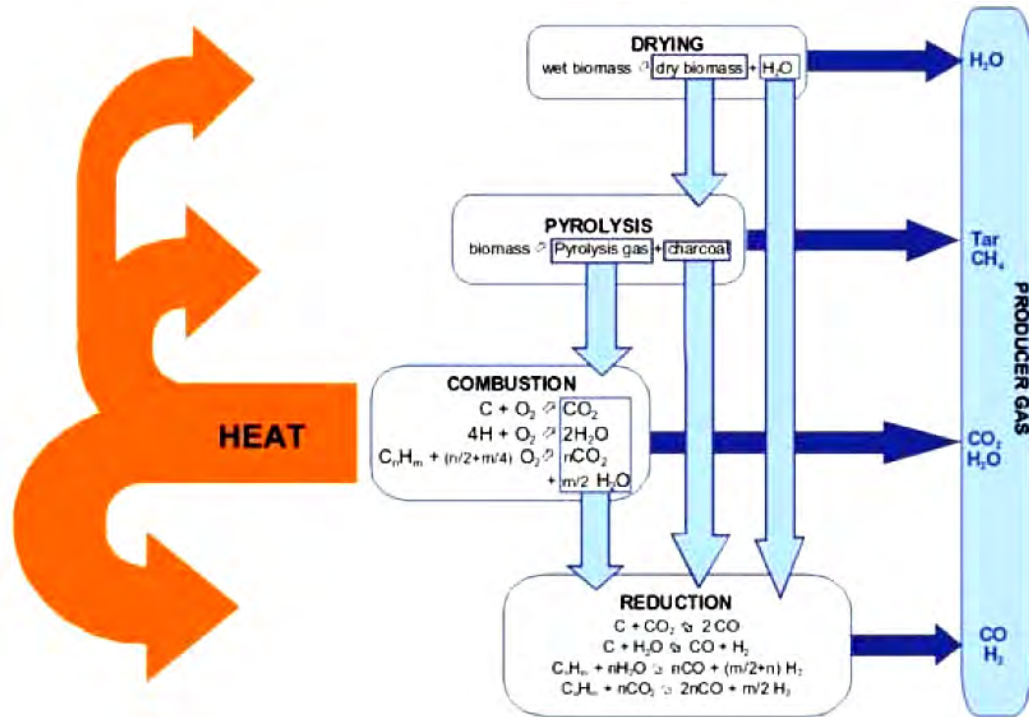 DRYING
wet biomass ⬀ dry biomass + H₂O
H₂O
PYROLYSIS
biomass ⬀ Pyrolysis gas + charcoal
Tar
CH₄
COMBUSTION
C + O₂ ⬀ CO₂
4H + O₂ ⬀ 2H₂O
CₙHₘ + (n/2+m/4) O₂ ⬀ nCO₂
+ m/2 H₂O
HEAT
CO₂
H₂O
REDUCTION
C + CO₂ ⬂ 2 CO
C + H₂O ⬂ CO + H₂
CₙHₘ + nH₂O ⬂ nCO + (m/2+n) H₂
CₙHₘ + nCO₂ ⬂ 2nCO + m/2 H₂
CO
H₂
PRODUCER GAS